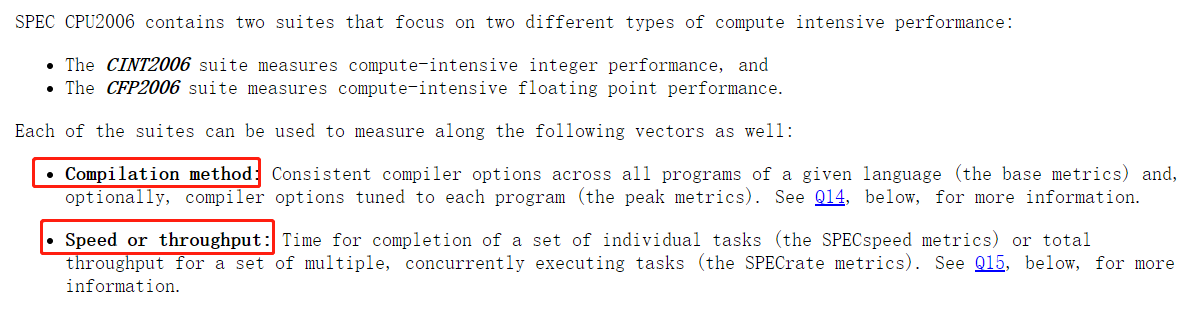 SPEC CPU2006 contains two suites that focus on two different types of compute intensive performance:
• The CINT2006 suite measures compute-intensive integer performance, and
• The CFP2006 suite measures compute-intensive floating point performance.
Each of the suites can be used to measure along the following vectors as well:
• Compilation method: Consistent compiler options across all programs of a given language (the base metrics) and,
optionally, compiler options tuned to each program (the peak metrics). See Q14, below, for more information.
• Speed or throughput: Time for completion of a set of individual tasks (the SPECspeed metrics) or total
throughput for a set of multiple, concurrently executing tasks (the SPECrate metrics). See Q15, below, for more
information.